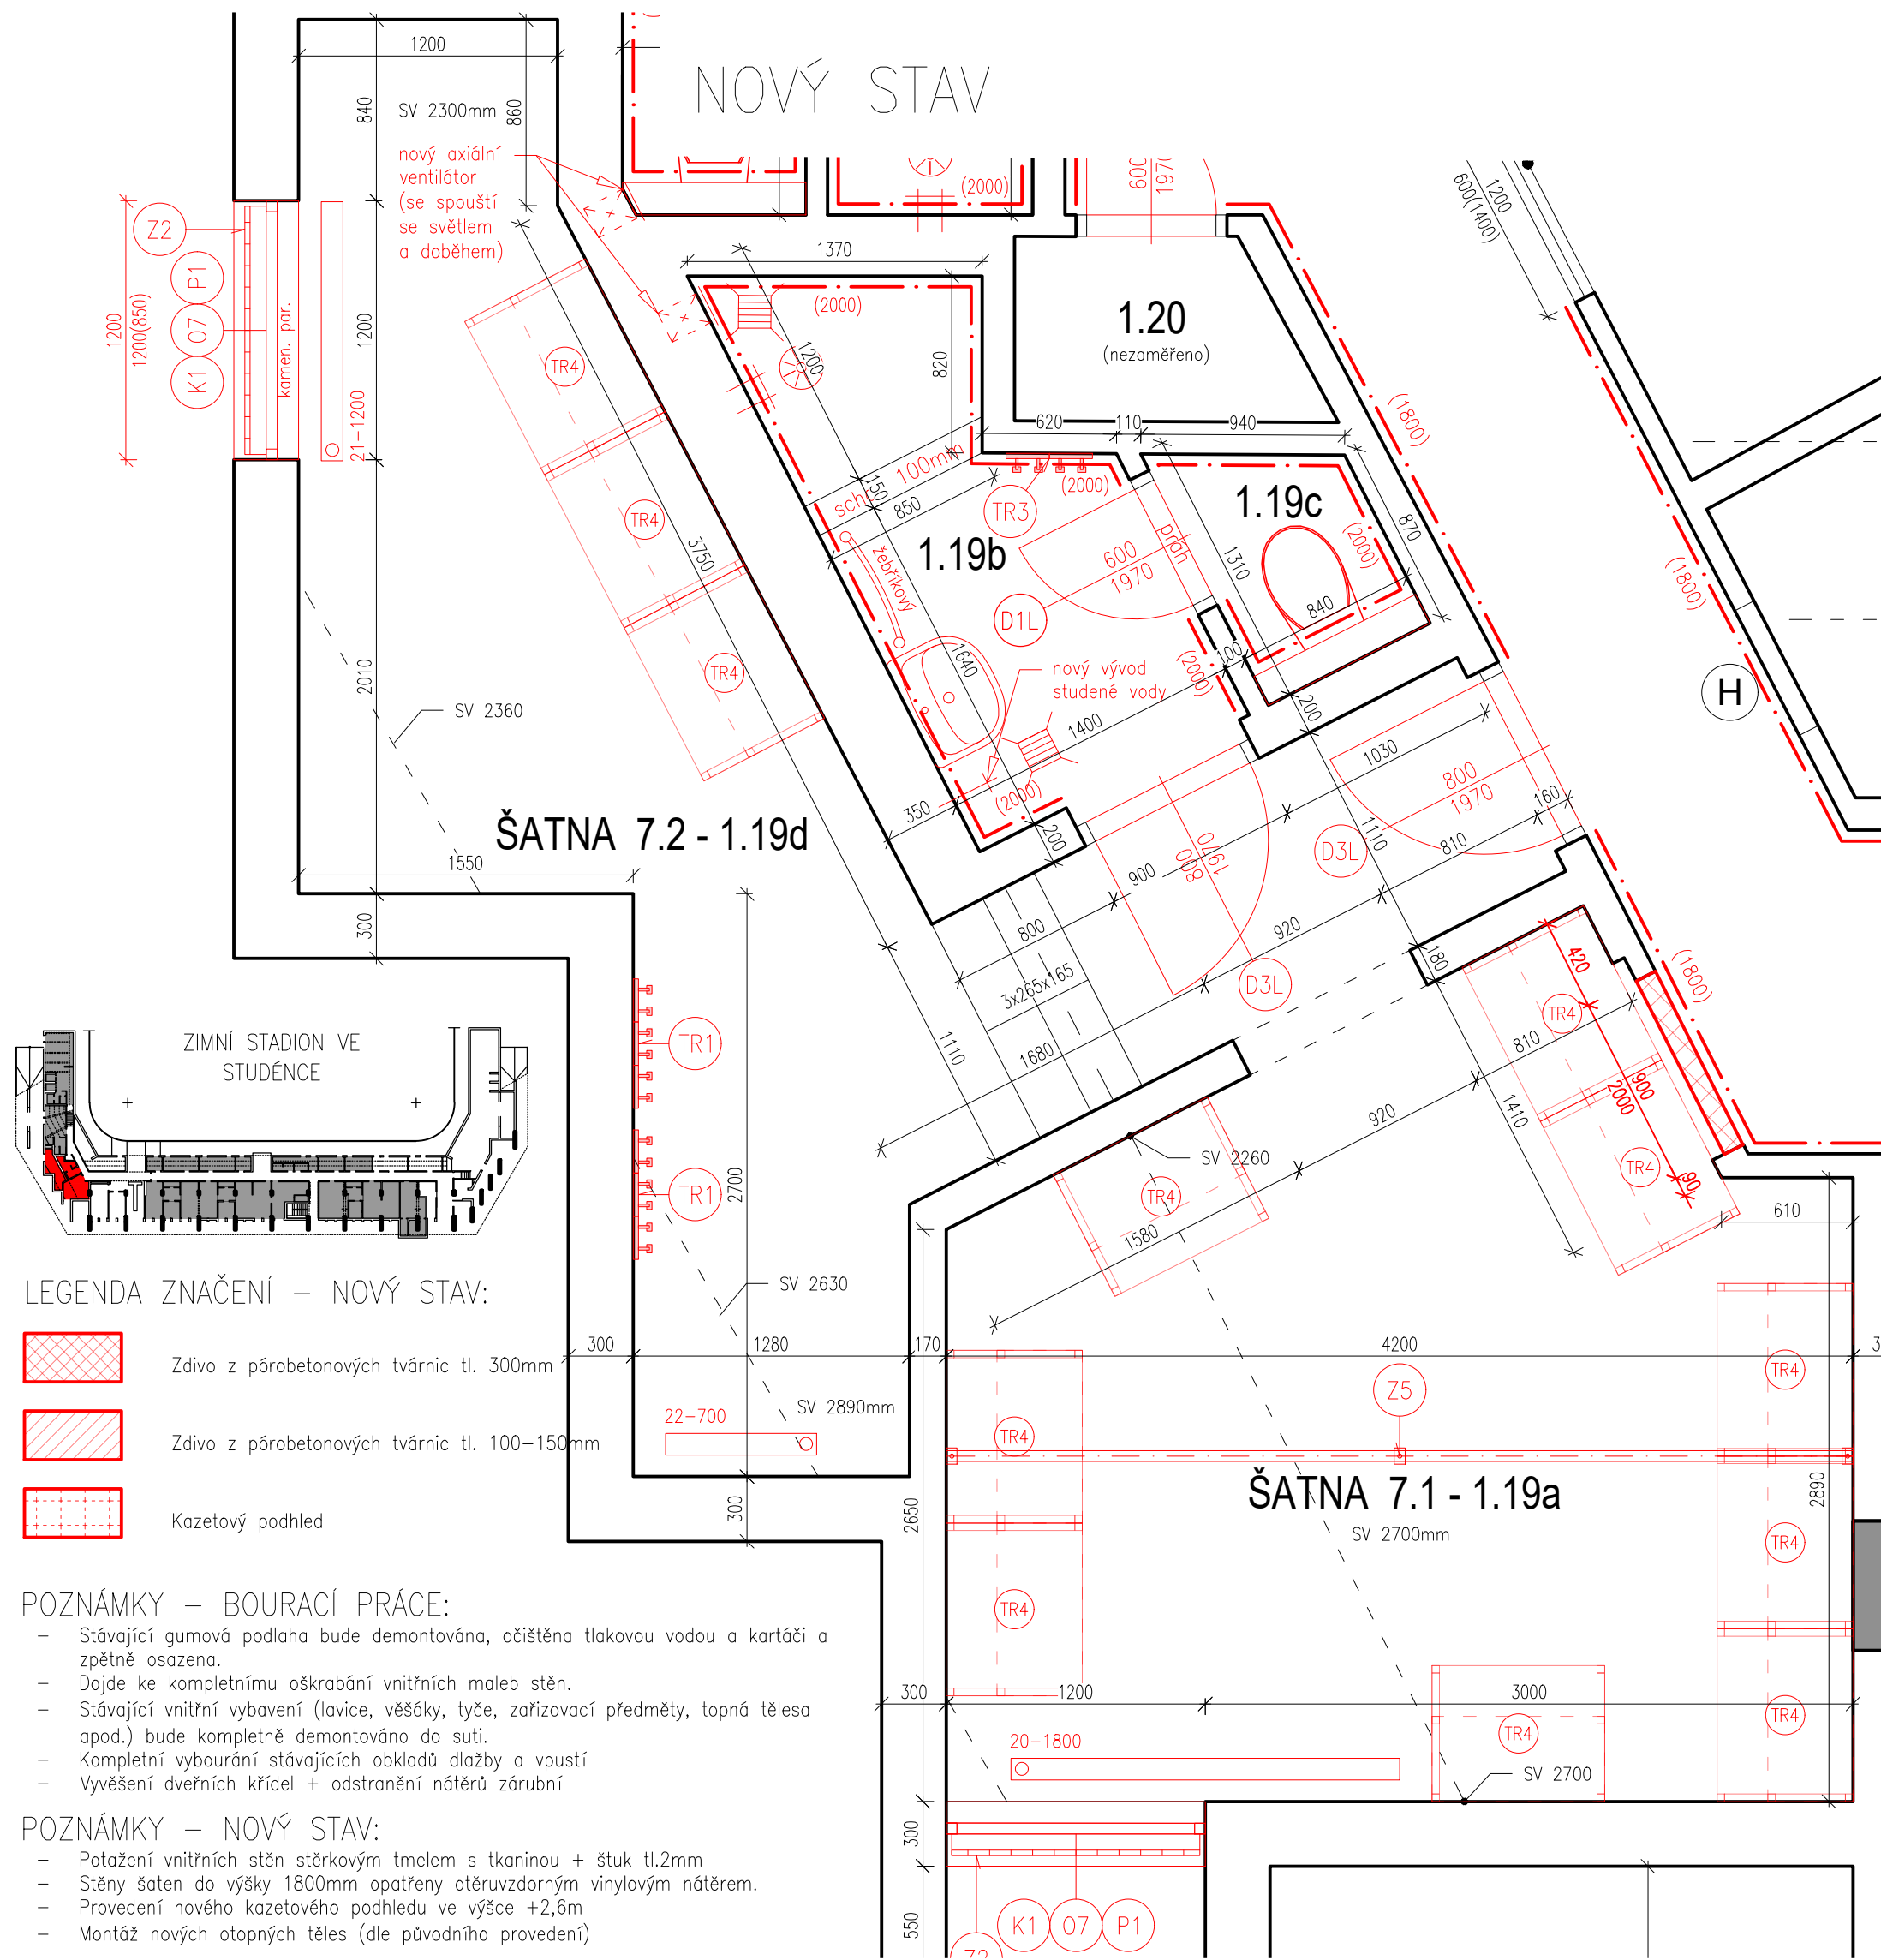 NOVÝ STAV
1200
840
SV 2300mm
860
nový axiální
ventilátor
(se spouští
se světlem
a doběhem)
Z2
P1
07
K1
1200
1200(850)
kamen. par.
1200
21-1200
2010
SV 2360
3750
TR4
TR4
TR4
ŠATNA 7.2 - 1.19d
1550
300
(2000)
600
1970
1200
600(1400)
1370
(2000)
1200
820
1.20
(nezaměřeno)
620
110
940
(1800)
(1800)
150
850
100mm
TR3
(2000)
1.19b
žebříkový
600
1970
práh
D1L
1.19c
(2000)
870
1310
840
100
(2000)
1640
nový vývod
studené vody
1400
200
350
(2000)
200
H
1030
800
1970
160
1110
D3L
810
900
800
1970
800
920
D3L
3x265x165
1680
1110
180
420
TR4
(1800)
810
900
2000
TR4
90
1410
920
SV 2260
TR4
1580
610
TR1
TR1
2700
SV 2630
ZIMNÍ STADION VE
STUDÉNCE
LEGENDA ZNAČENÍ – NOVÝ STAV:
Zdivo z pórobetonových tvárnic tl. 300mm
Zdivo z pórobetonových tvárnic tl. 100-150mm
Kazetový podhled
300
1280
170
4200
3
SV 2890mm
22-700
300
2650
TR4
TR4
Z5
ŠATNA 7.1 - 1.19a
SV 2700mm
TR4
TR4
TR4
2890
300
1200
3000
20-1800
TR4
SV 2700
300
550
K1
07
P1
Z2
POZNÁMKY – BOURACÍ PRÁCE:
– Stávající gumová podlaha bude demontována, očištěna tlakovou vodou a kartáči a
zpětně osazena.
– Dojde ke kompletnímu oškrabání vnitřních maleb stěn.
– Stávající vnitřní vybavení (lavice, věšáky, tyče, zařizovací předměty, topná tělesa
apod.) bude kompletně demontováno do suti.
– Kompletní vybourání stávajících obkladů dlažby a vpustí
– Vyvěšení dveřních křídel + odstranění nátěrů zárubní
POZNÁMKY – NOVÝ STAV:
– Potažení vnitřních stěn stěrkovým tmelem s tkaninou + štuk tl.2mm
– Stěny šaten do výšky 1800mm opatřeny otěruvzdorným vinylovým nátěrem.
– Provedení nového kazetového podhledu ve výšce +2,6m
– Montáž nových otopných těles (dle původního provedení)